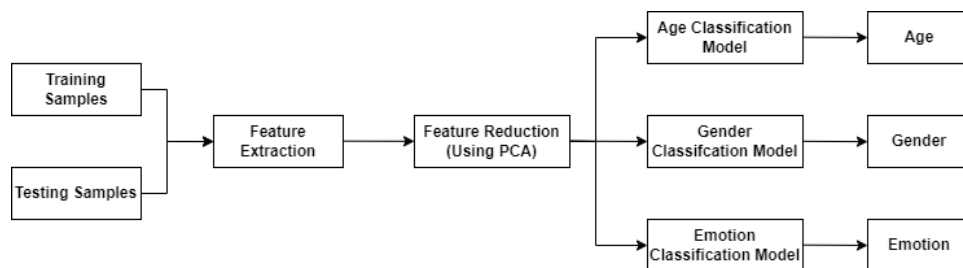 Training
Samples
Testing Samples
Feature
Extraction
Feature Reduction
(Using PCA)
Age Classification
Model
Age
Gender
Classifcation Model
Gender
Emotion
Classification Model
Emotion